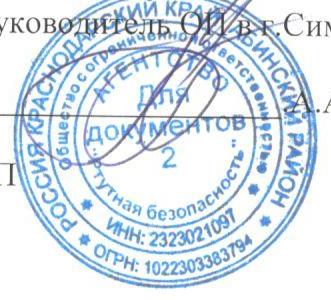 уководитель ОП в г.Сим
А.А
П
РОССИЯ КРАСНОДАРСКИЙ КРАЙ АБИНСКИЙ РАЙОН
Общество с ограниченной ответственностью
АГЕНТСТВО
"Ртутная безопасность"
Для
документов
2
ИНН: 2323021097
ОГРН: 1022303383794